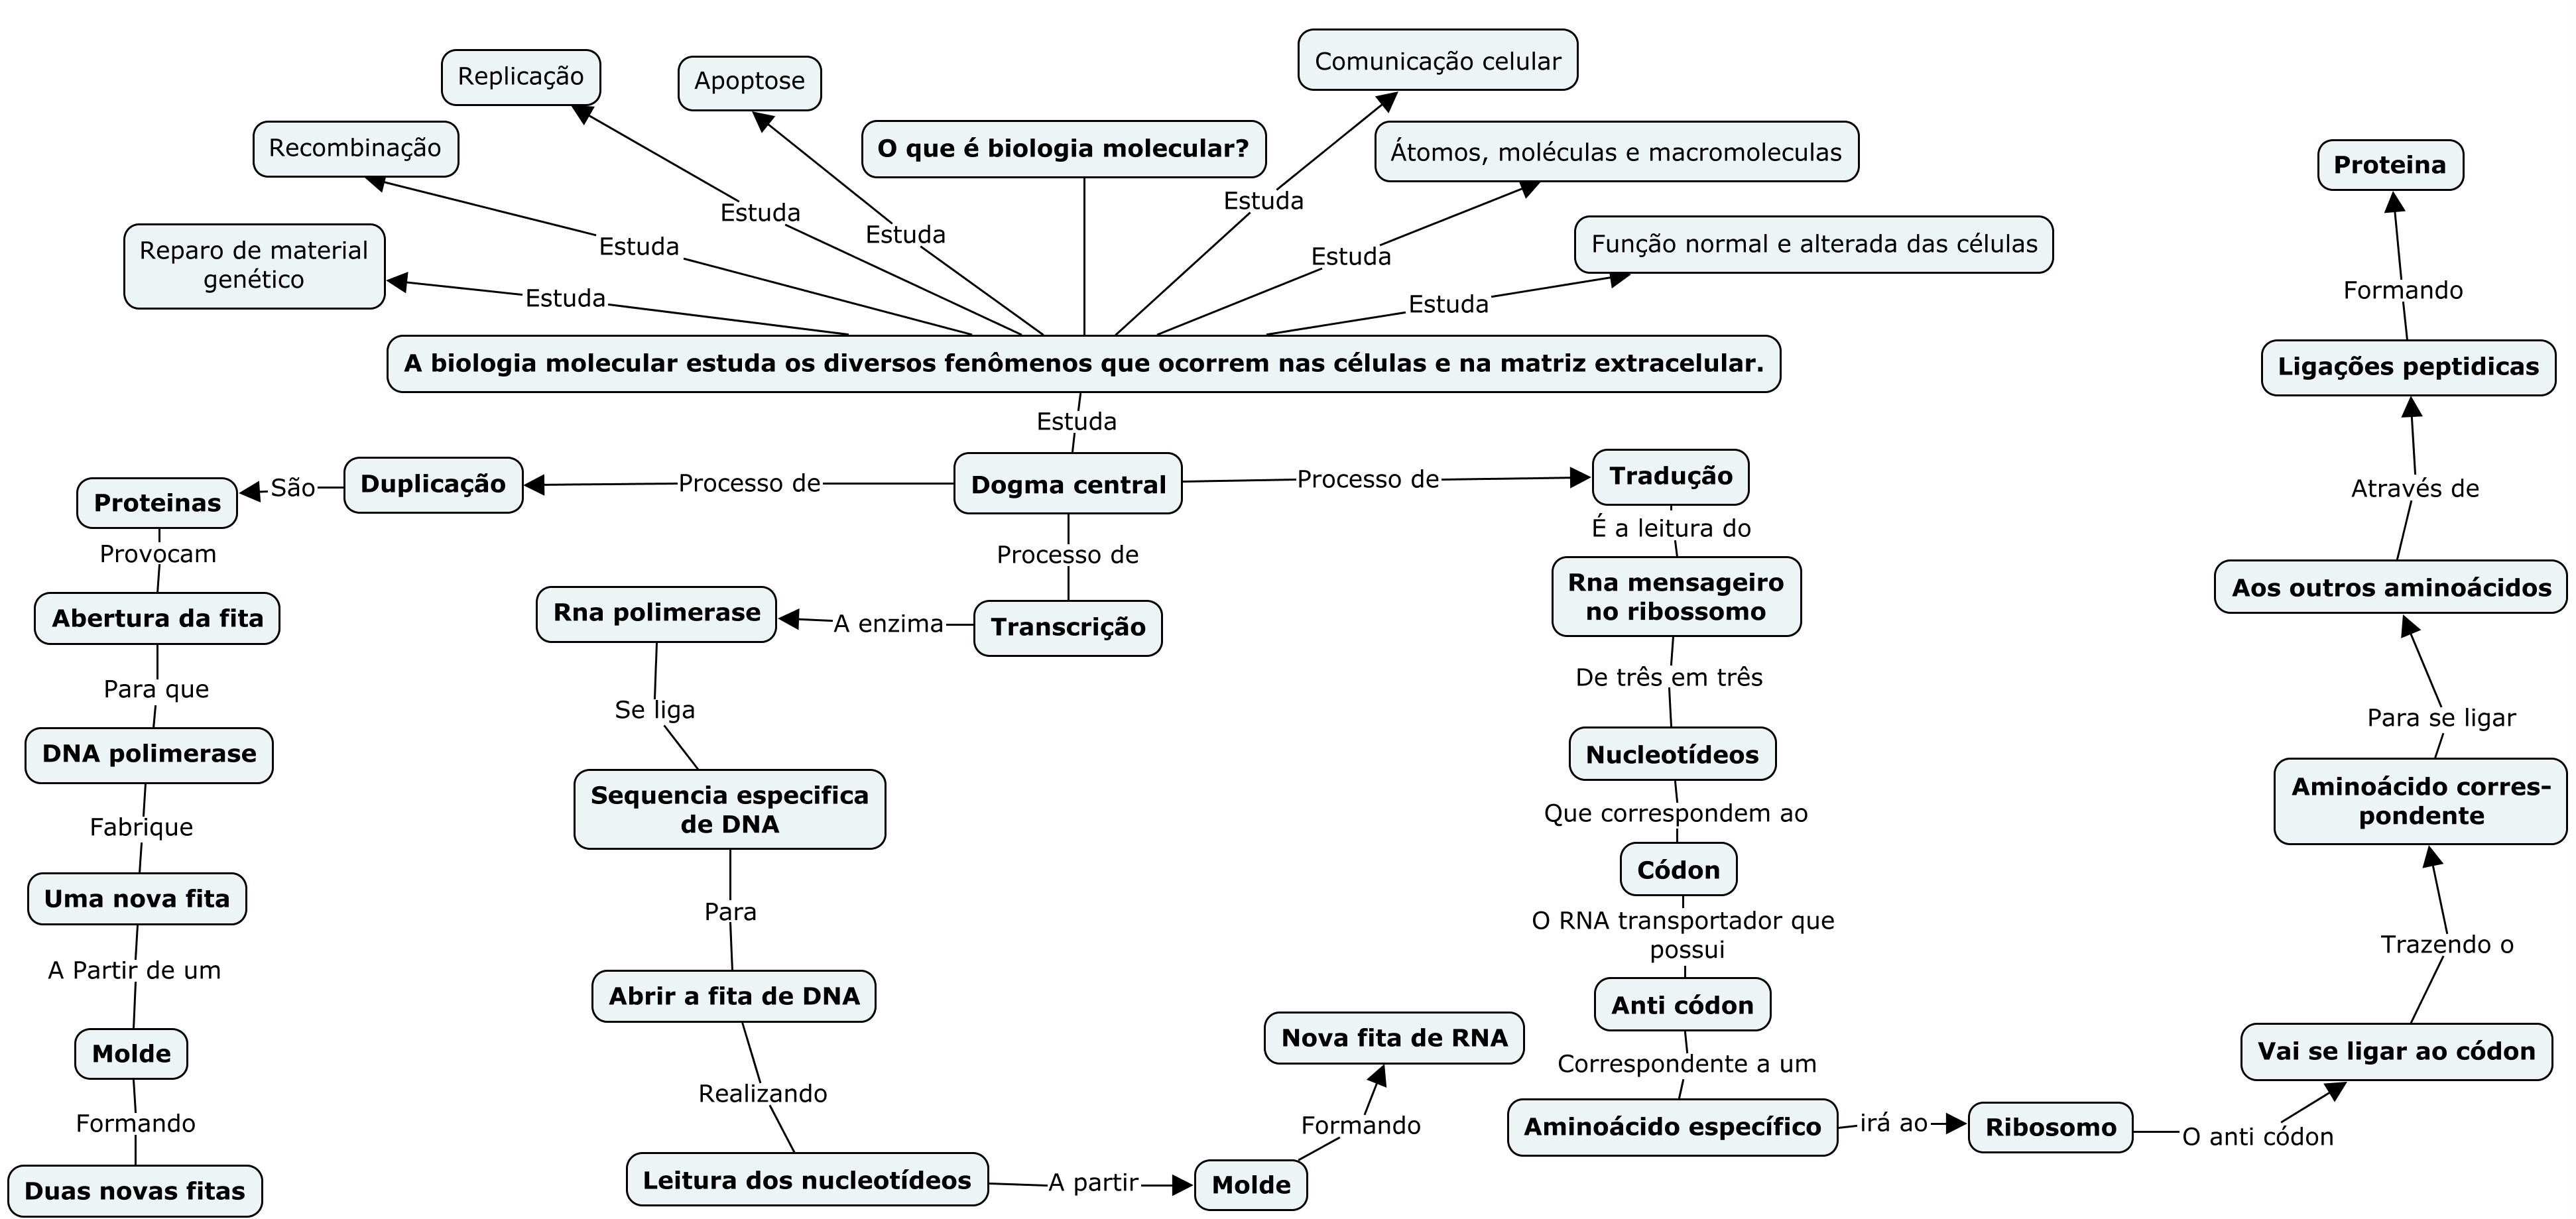 Replicação
Apoptose
Comunicação celular
Recombinação
O que é biologia molecular?
Átomos, moléculas e macromoleculas
Proteina
Estuda
Estuda
Estuda
Estuda
Estuda
Estuda
Estuda
Reparo de material
genético
Função normal e alterada das células
Formando
A biologia molecular estuda os diversos fenômenos que ocorrem nas células e na matriz extracelular.
Ligações peptidicas
Estuda
Dogma central
Processo de
Duplicação
São
Proteinas
Provocam
Abertura da fita
Para que
DNA polimerase
Fabrique
Uma nova fita
A Partir de um
Molde
Formando
Duas novas fitas
Processo de
Transcrição
A enzima
Rna polimerase
Se liga
Sequencia especifica
de DNA
Para
Abrir a fita de DNA
Realizando
Leitura dos nucleotídeos
A partir
Molde
Formando
Nova fita de RNA
Processo de
Tradução
É a leitura do
Rna mensageiro
no ribossomo
De três em três
Nucleotídeos
Que correspondem ao
Códon
O RNA transportador que
possui
Anti códon
Correspondente a um
Aminoácido específico
irá ao
Ribosomo
O anti códon
Vai se ligar ao códon
Trazendo o
Aminoácido corres-
pondente
Para se ligar
Aos outros aminoácidos
Através de